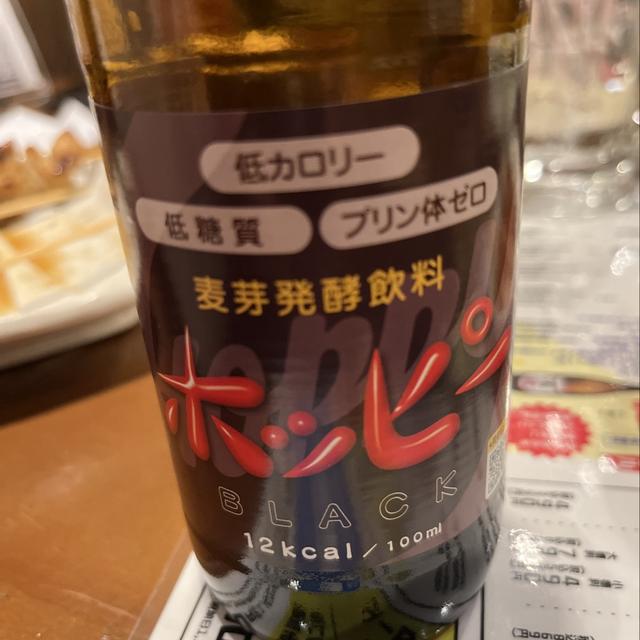 低カロリー
低糖質
プリン体ゼロ
麦芽発酵飲料
Hoppy
ホッピー
BLACK
12kcal/100ml